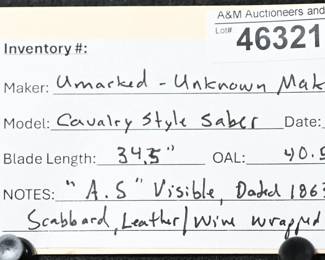 A&M Auctioneers and
Lot# 46321
Inventory #:
Maker: Umarked - Unknown Mak
Model: Cavalry Style Saber Date:
Blade Length: 34.5" OAL: 40.5
NOTES: "A.S" Visible, Dated 1863
Scabbard, Leather/Wire wrapped